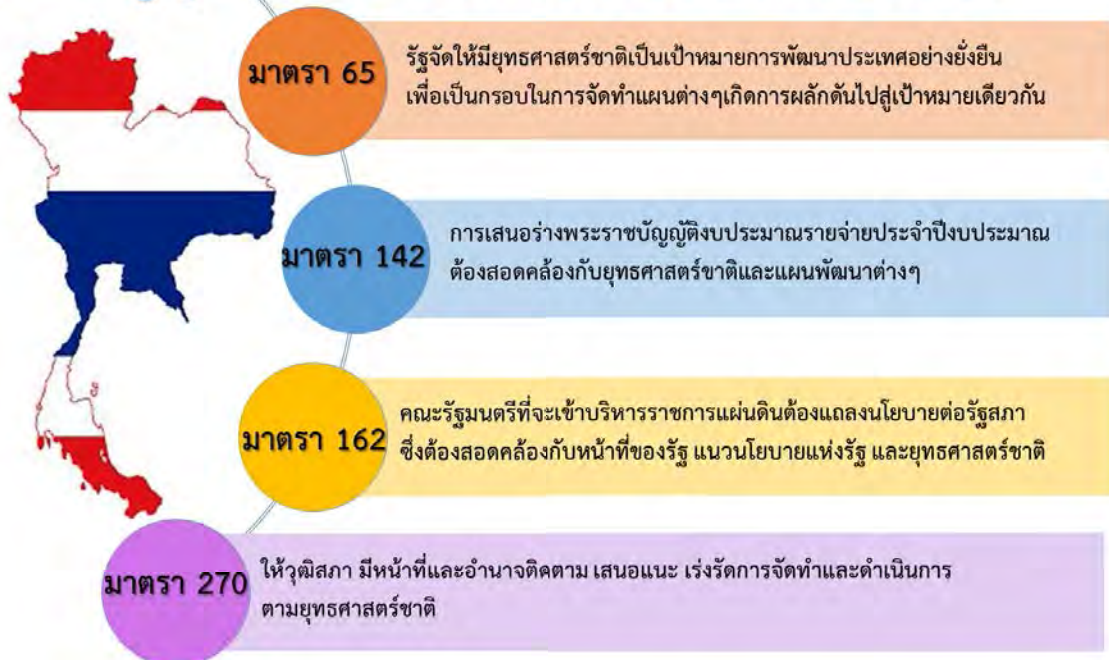 มาตรา 65
รัฐจัดให้มียุทธศาสตร์ชาติเป็นเป้าหมายการพัฒนาประเทศอย่างยั่งยืน
เพื่อเป็นกรอบในการจัดทำแผนต่างๆเกิดการผลักดันไปสู่เป้าหมายเดียวกัน
มาตรา 142
การเสนอร่างพระราชบัญญัติงบประมาณรายจ่ายประจำปีงบประมาณ
ต้องสอดคล้องกับยุทธศาสตร์ขาติและแผนพัฒนาต่างๆ
มาตรา 162
คณะรัฐมนตรีที่จะเข้าบริหารราชการแผ่นดินต้องแถลงนโยบายต่อรัฐสภา
ซึ่งต้องสอดคล้องกับหน้าที่ของรัฐ แนวนโยบายแห่งรัฐ และยุทธศาสตร์ชาติ
มาตรา 270
ให้วุฒิสภา มีหน้าที่และอำนาจติดตาม เสนอแนะ เร่งรัดการจัดทำและดำเนินการ
ตามยุทธศาสตร์ชาติ